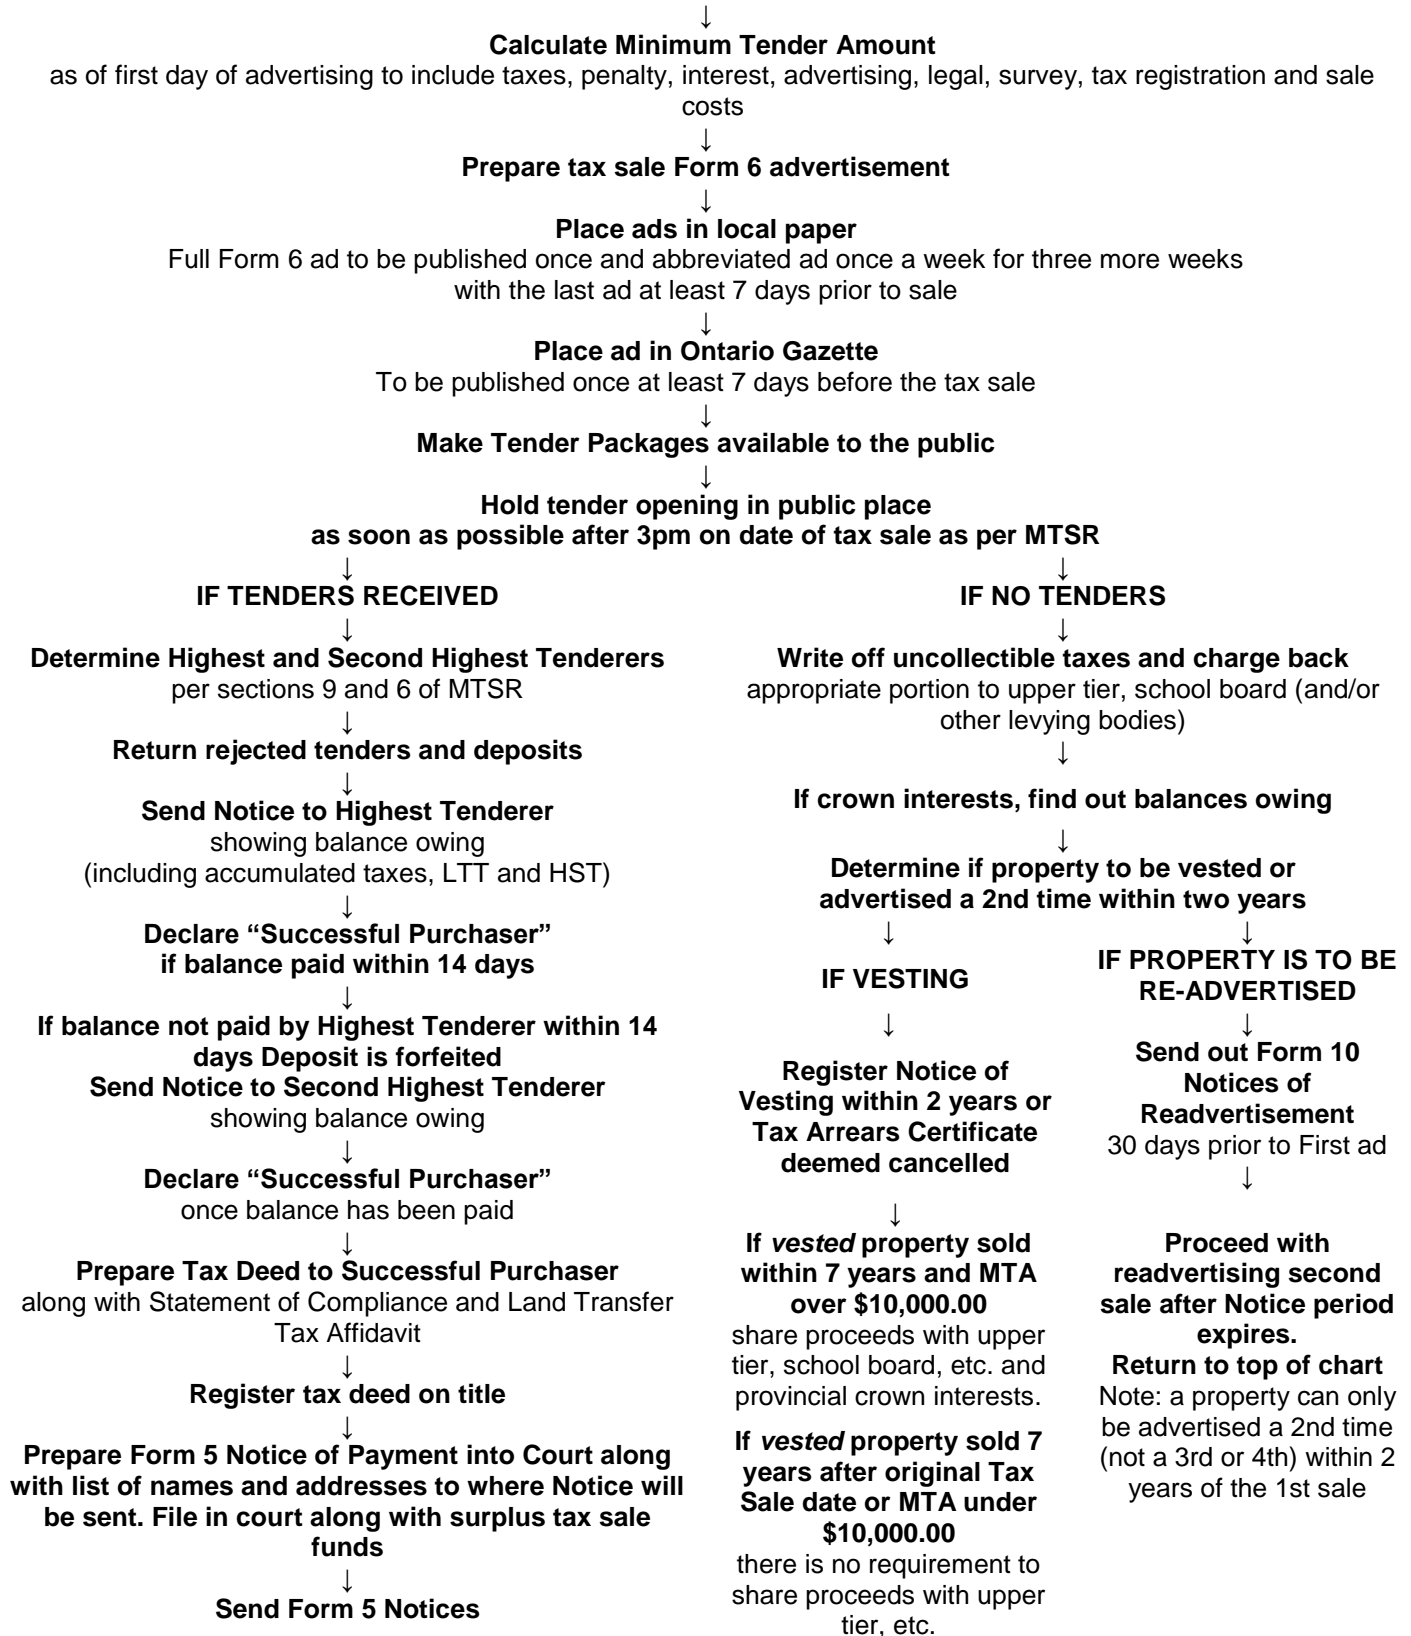 ↓
Calculate Minimum Tender Amount
as of first day of advertising to include taxes, penalty, interest, advertising, legal, survey, tax registration and sale
costs
↓
Prepare tax sale Form 6 advertisement
↓
Place ads in local paper
Full Form 6 ad to be published once and abbreviated ad once a week for three more weeks
with the last ad at least 7 days prior to sale
↓
Place ad in Ontario Gazette
To be published once at least 7 days before the tax sale
↓
Make Tender Packages available to the public
↓
Hold tender opening in public place
as soon as possible after 3pm on date of tax sale as per MTSR
↓
IF TENDERS RECEIVED
↓
Determine Highest and Second Highest Tenderers
per sections 9 and 6 of MTSR
↓
Return rejected tenders and deposits
↓
Send Notice to Highest Tenderer
showing balance owing
(including accumulated taxes, LTT and HST)
↓
Declare “Successful Purchaser”
if balance paid within 14 days
↓
If balance not paid by Highest Tenderer within 14
days Deposit is forfeited
Send Notice to Second Highest Tenderer
showing balance owing
↓
Declare “Successful Purchaser”
once balance has been paid
↓
Prepare Tax Deed to Successful Purchaser
along with Statement of Compliance and Land Transfer
Tax Affidavit
↓
Register tax deed on title
↓
Prepare Form 5 Notice of Payment into Court along
with list of names and addresses to where Notice will
be sent. File in court along with surplus tax sale
funds
↓
Send Form 5 Notices
↓
IF NO TENDERS
↓
Write off uncollectible taxes and charge back
appropriate portion to upper tier, school board (and/or
other levying bodies)
↓
If crown interests, find out balances owing
↓
Determine if property to be vested or
advertised a 2nd time within two years
↓
IF VESTING
↓
Register Notice of
Vesting within 2 years or
Tax Arrears Certificate
deemed cancelled
↓
If vested property sold
within 7 years and MTA
over $10,000.00
share proceeds with upper
tier, school board, etc. and
provincial crown interests.
If vested property sold 7
years after original Tax
Sale date or MTA under
$10,000.00
there is no requirement to
share proceeds with upper
tier, etc.
↓
IF PROPERTY IS TO BE
RE-ADVERTISED
↓
Send out Form 10
Notices of
Readvertisement
30 days prior to First ad
↓
Proceed with
readvertising second
sale after Notice period
expires.
Return to top of chart
Note: a property can only
be advertised a 2nd time
(not a 3rd or 4th) within 2
years of the 1st sale